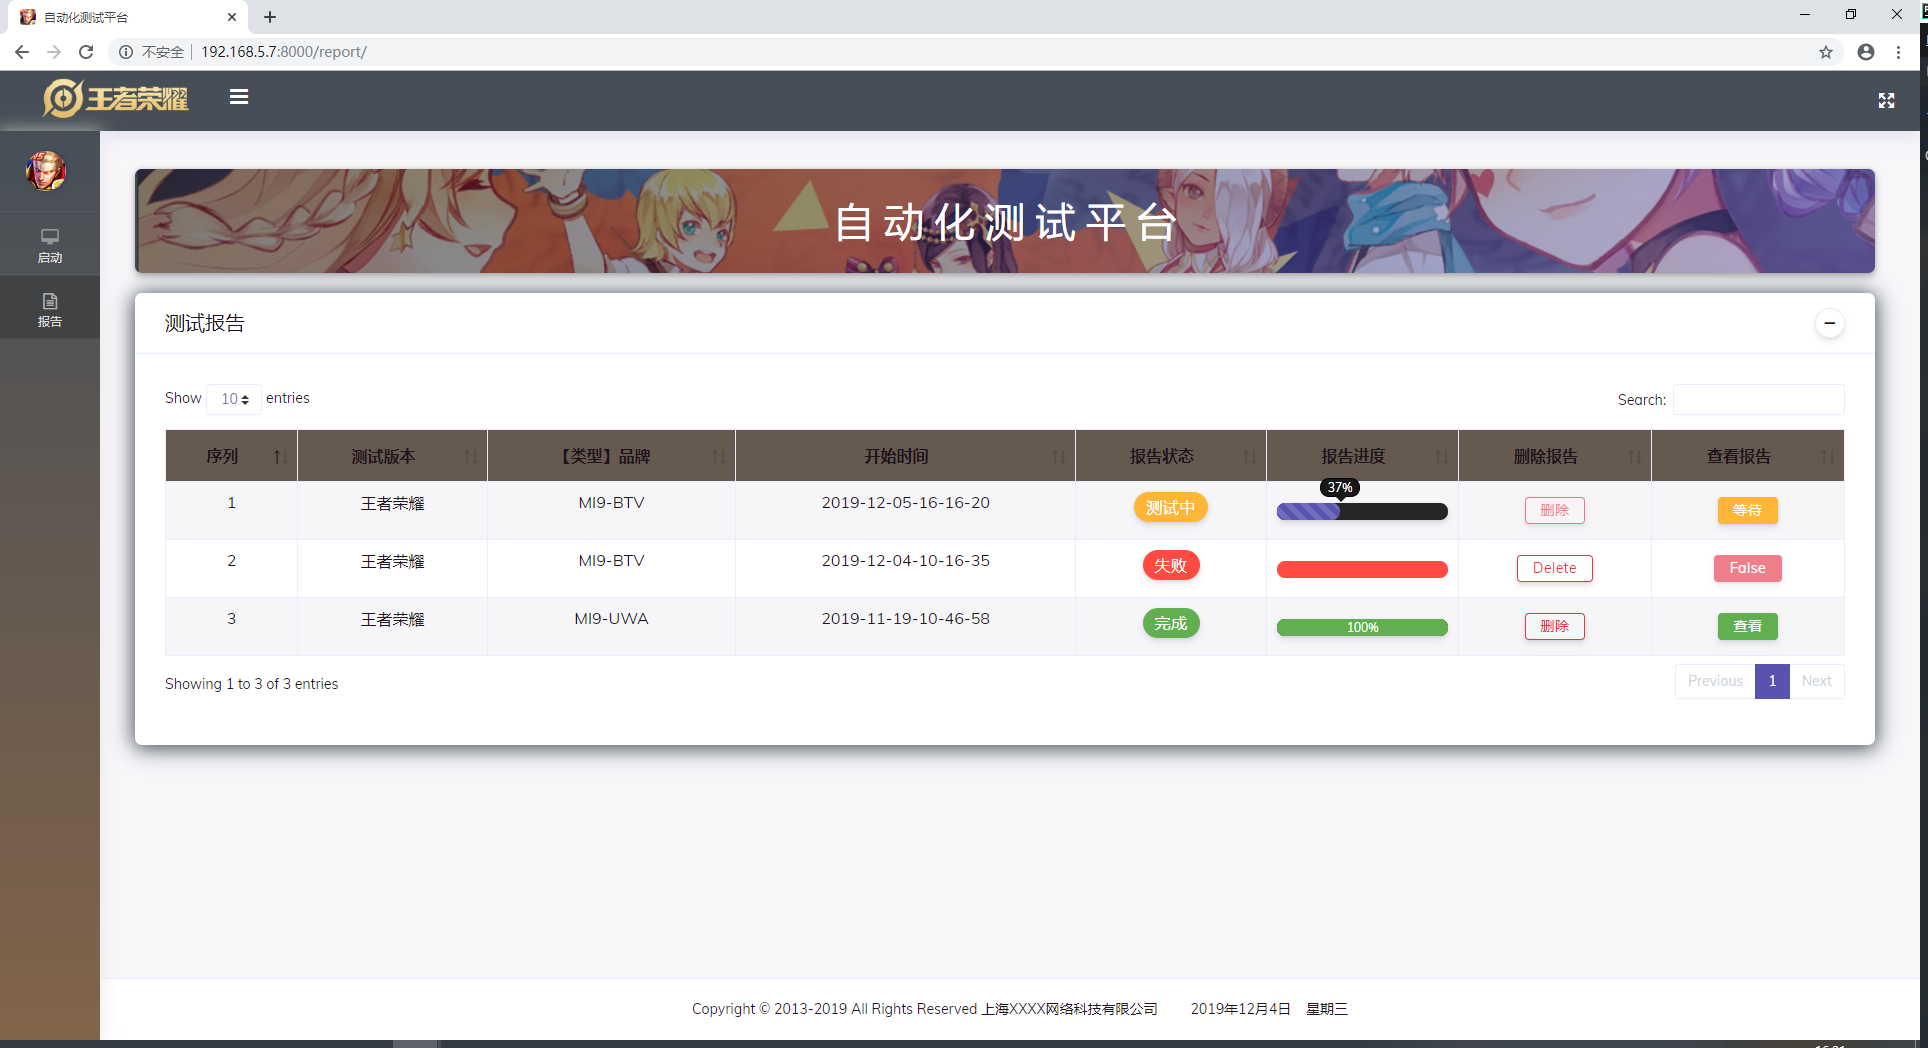 自动化测试平台
不安全 192.168.5.7:8000/report/
王者荣耀
启动
报告
自动化测试平台
测试报告
Show 10 entries
Search:
序列 测试版本 【类型】品牌 开始时间 报告状态 报告进度 删除报告 查看报告
1 王者荣耀 MI9-BTV 2019-12-05-16-16-20 测试中 37% 删除 等待
2 王者荣耀 MI9-BTV 2019-12-04-10-16-35 失败 Delete False
3 王者荣耀 MI9-UWA 2019-11-19-10-46-58 完成 100% 删除 查看
Showing 1 to 3 of 3 entries
Previous 1 Next
Copyright © 2013-2019 All Rights Reserved 上海XXXX网络科技有限公司 2019年12月4日 星期三